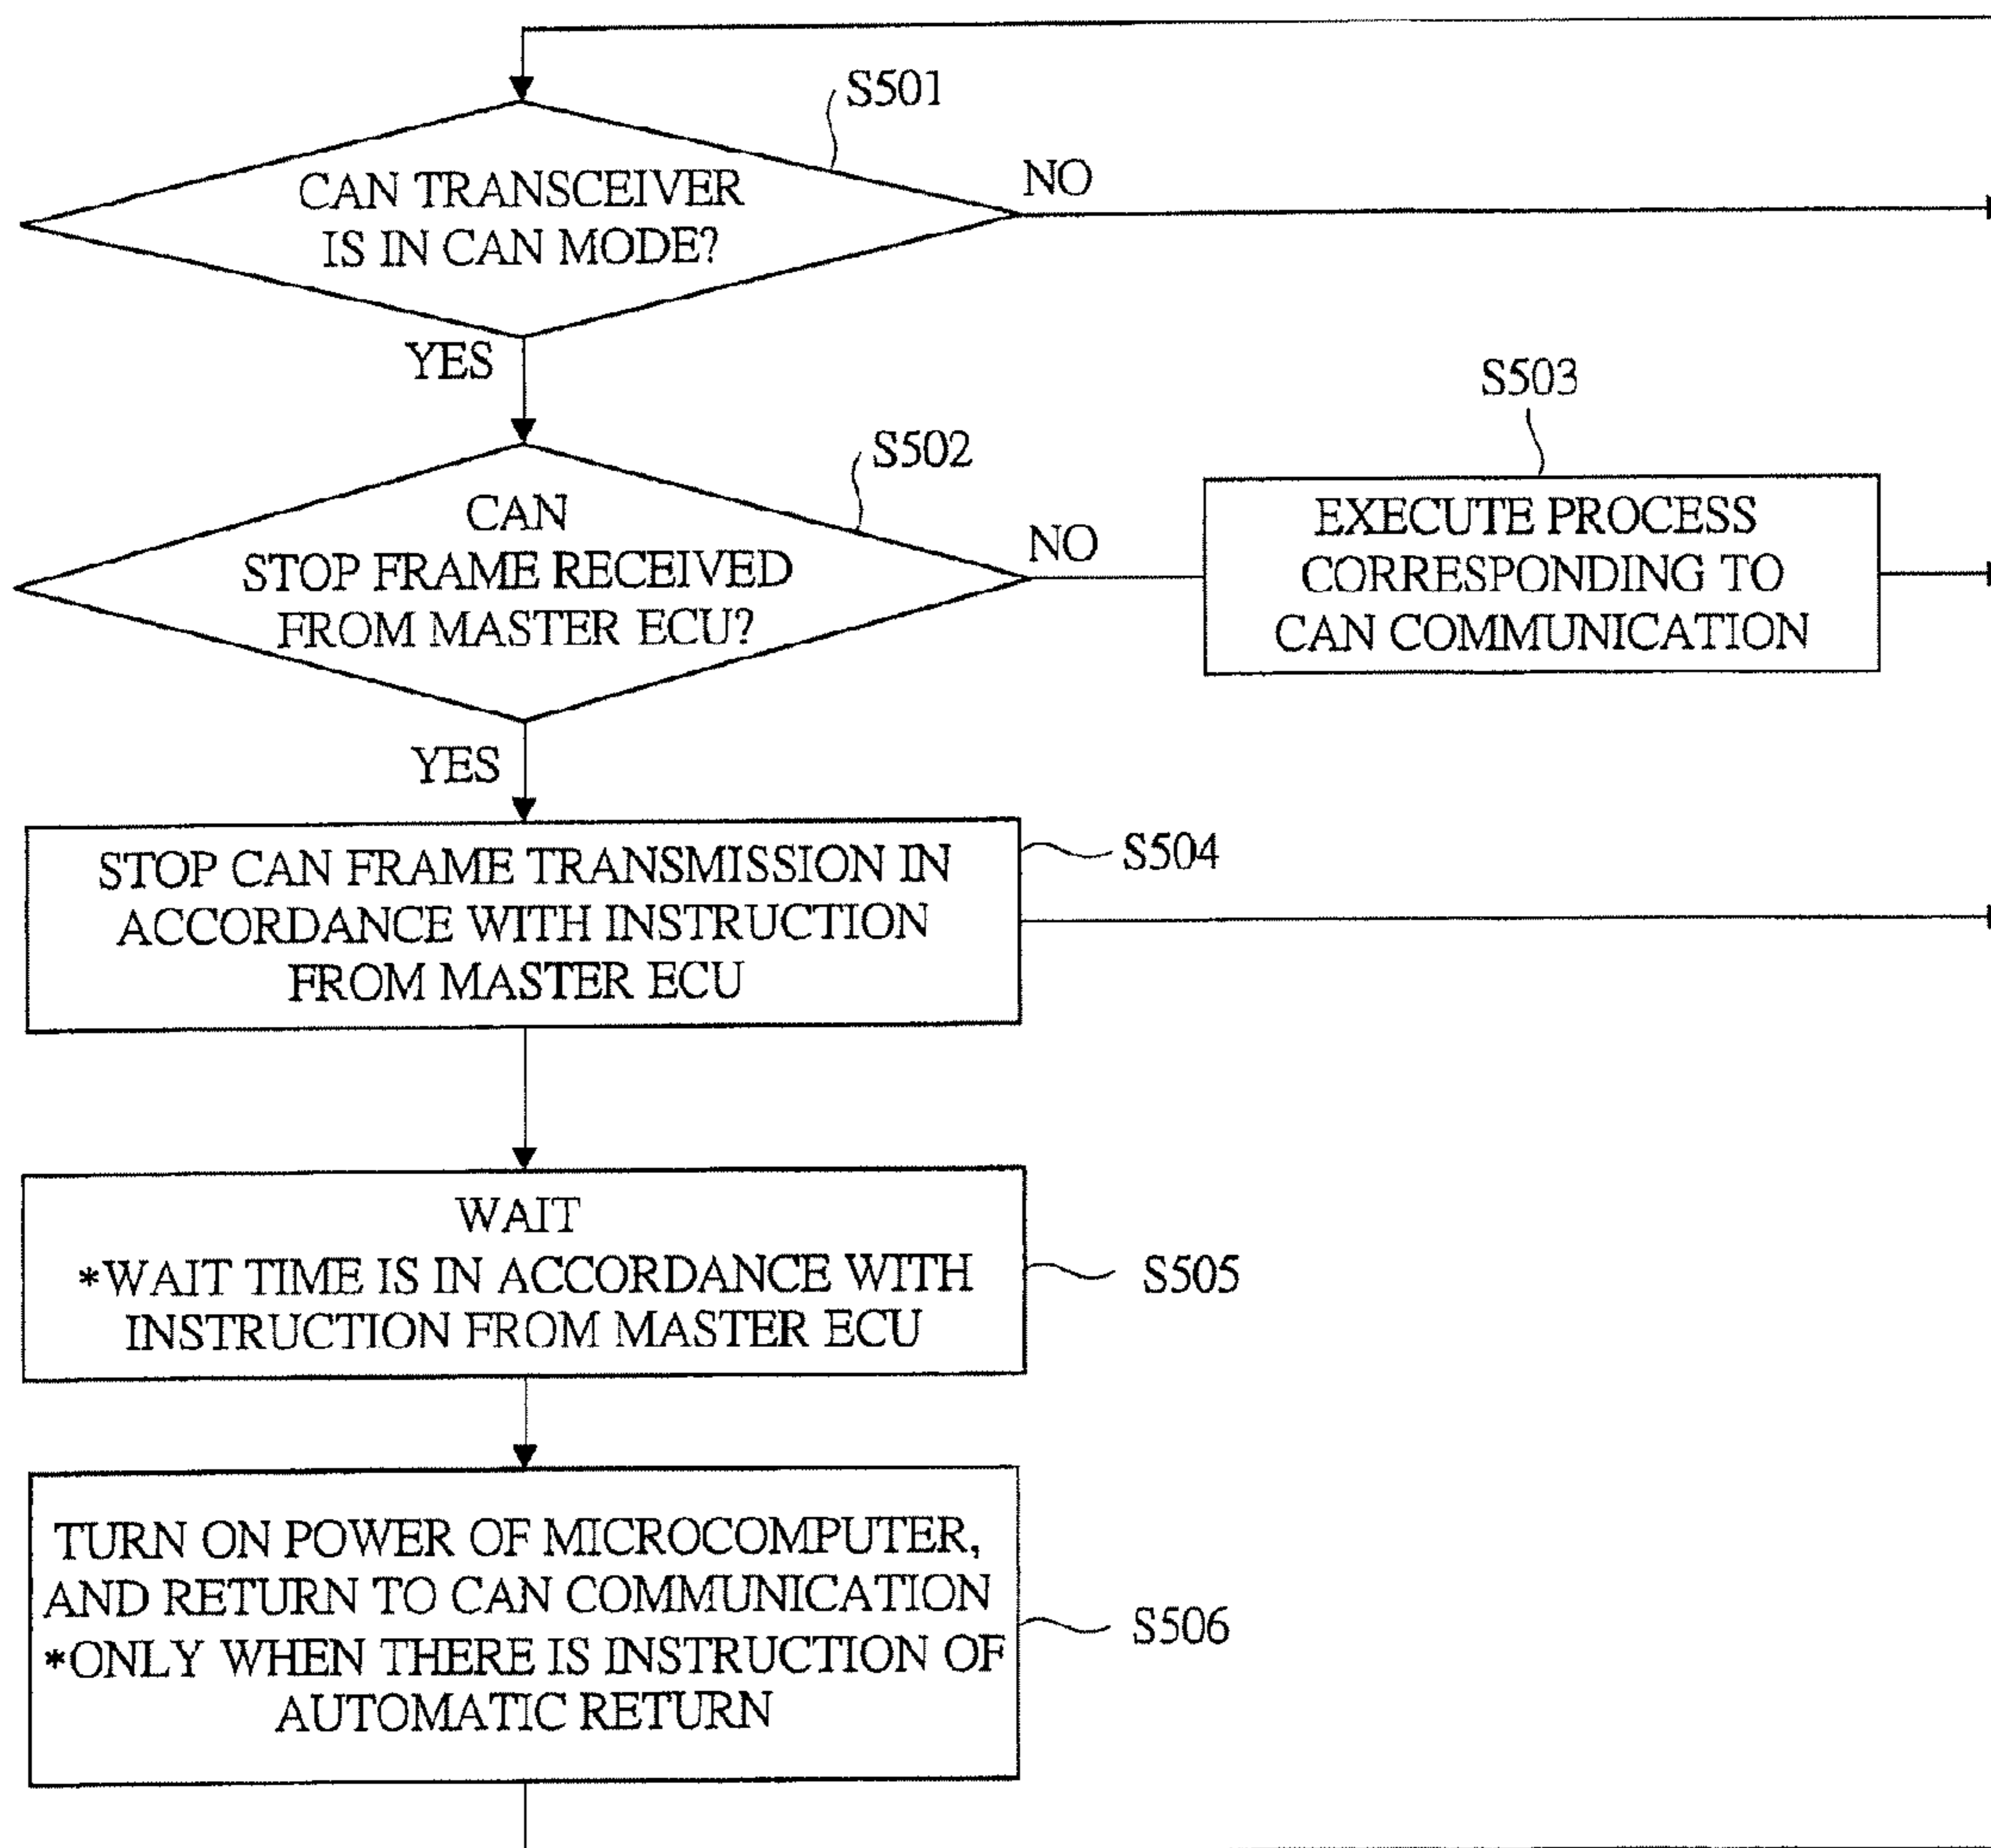 S501
CAN TRANSCEIVER
IS IN CAN MODE?
NO
YES
S502
CAN
STOP FRAME RECEIVED
FROM MASTER ECU?
NO
S503
EXECUTE PROCESS
CORRESPONDING TO
CAN COMMUNICATION
YES
STOP CAN FRAME TRANSMISSION IN
ACCORDANCE WITH INSTRUCTION
FROM MASTER ECU
S504
WAIT
*WAIT TIME IS IN ACCORDANCE WITH
INSTRUCTION FROM MASTER ECU
S505
TURN ON POWER OF MICROCOMPUTER,
AND RETURN TO CAN COMMUNICATION
*ONLY WHEN THERE IS INSTRUCTION OF
AUTOMATIC RETURN
S506